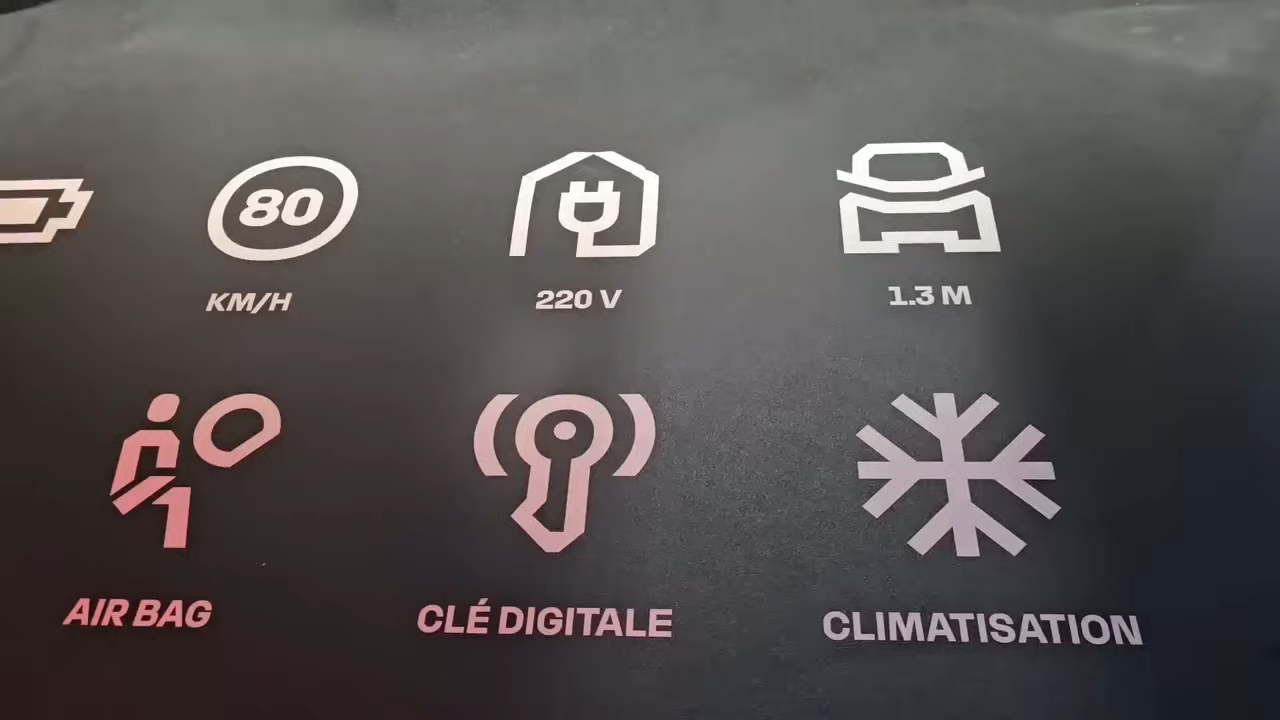 80
KM/H
220 V
1.3 M
AIR BAG
CLÉ DIGITALE
CLIMATISATION